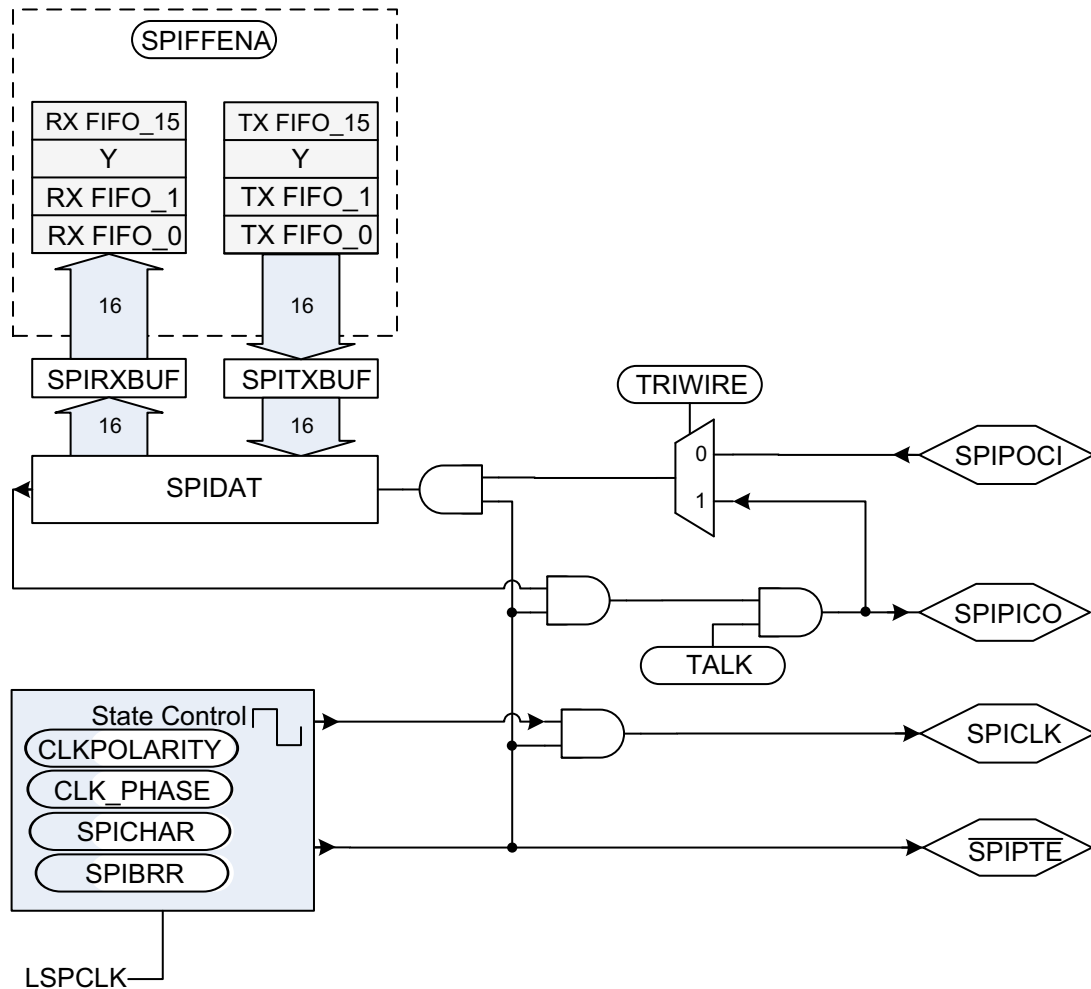 SPIFFENA
RX FIFO_15
Y
RX FIFO_1
RX FIFO_0
TX FIFO_15
Y
TX FIFO_1
TX FIFO_0
16
16
SPIRXBUF
SPITXBUF
16
16
SPIDAT
TRIWIRE
0
1
SPIPOCI
SPIPICO
TALK
State Control
CLKPOLARITY
CLK_PHASE
SPICHAR
SPIBRR
SPICLK
SPIPTE
LSPCLK